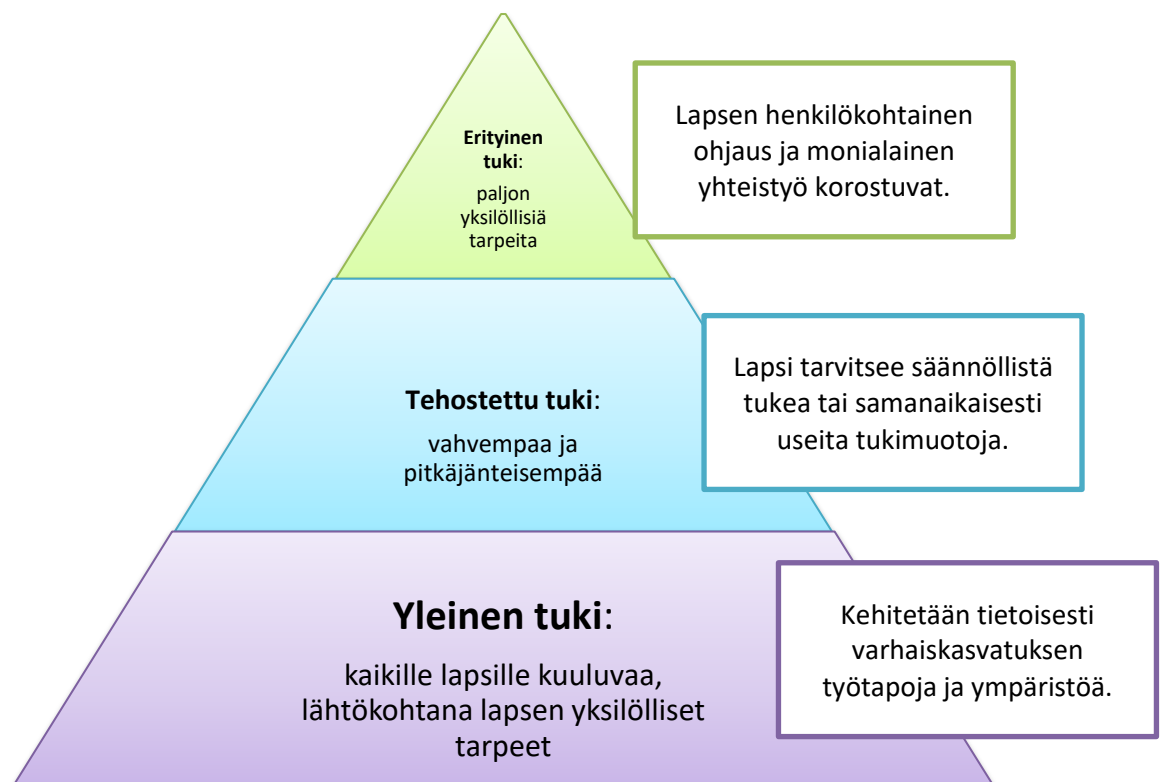 Erityinen
tuki:
paljon
yksilöllisiä
tarpeita
Lapsen henkilökohtainen
ohjaus ja monialainen
yhteistyö korostuvat.
Tehostettu tuki:
vahvempaa ja
pitkäjänteisempää
Lapsi tarvitsee säännöllistä
tukea tai samanaikaisesti
useita tukimuotoja.
Yleinen tuki:
kaikille lapsille kuuluvaa,
lähtökohtana lapsen yksilölliset
tarpeet
Kehitetään tietoisesti
varhaiskasvatuksen
työtapoja ja ympäristöä.